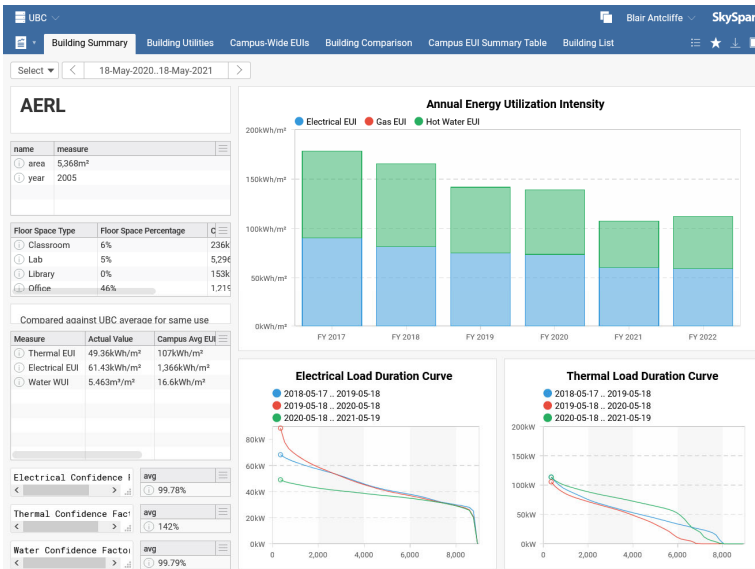 UBC
Blair Antcliffe
SkySpar
Building Summary
Building Utilities
Campus-Wide EUIs
Building Comparison
Campus EUI Summary Table
Building List
Select
18-May-2020..18-May-2021
AERL
name measure
area 5,368m²
year 2005
Floor Space Type Floor Space Percentage C
Classroom 6% 236k
Lab 5% 5,296
Library 0% 153k
Office 46% 1,219
Compared against UBC average for same use
Measure Actual Value Campus Avg EUI
Thermal EUI 49.36kWh/m² 107kWh/m²
Electrical EUI 61.43kWh/m² 1,366kWh/m²
Water WUI 5.463m³/m² 16.6kWh/m²
Electrical Confidence F
avg
99.78%
Thermal Confidence Fact
avg
142%
Water Confidence Factor
avg
99.79%
Annual Energy Utilization Intensity
Electrical EUI Gas EUI Hot Water EUI
200kWh/m²
150kWh/m²
100kWh/m²
50kWh/m²
0kWh/m²
FY 2017 FY 2018 FY 2019 FY 2020 FY 2021 FY 2022
Electrical Load Duration Curve
2018-05-17 .. 2019-05-18
2019-05-18 .. 2020-05-18
2020-05-18 .. 2021-05-19
80kW
60kW
40kW
20kW
0kW
0 2,000 4,000 6,000 8,000
Thermal Load Duration Curve
2018-05-17 .. 2019-05-18
2019-05-18 .. 2020-05-18
2020-05-18 .. 2021-05-18
200kW
150kW
100kW
50kW
0kW
0 2,000 4,000 6,000 8,000